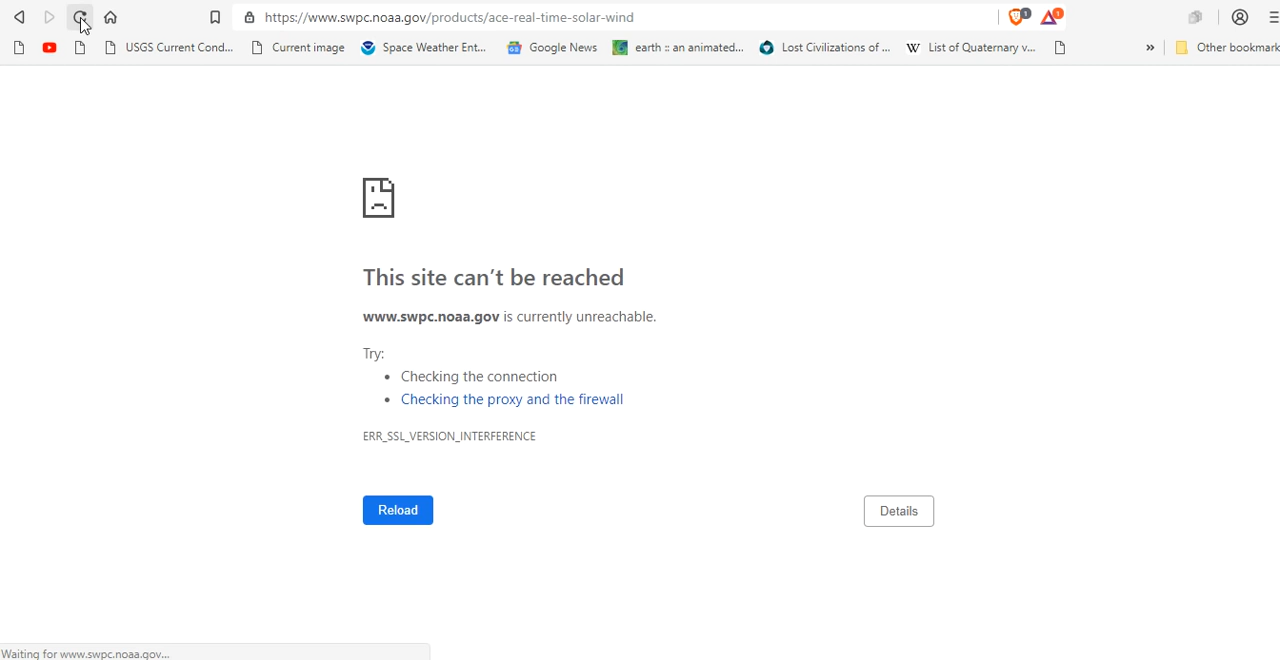 https://www.swpc.noaa.gov/products/ace-real-time-solar-wind
1
1
USGS Current Cond... Current image Space Weather Ent... Google News earth :: an animated... Lost Civilizations of ... W List of Quaternary v... » Other bookmark
This site can't be reached
www.swpc.noaa.gov is currently unreachable.
Try:
• Checking the connection
• Checking the proxy and the firewall
ERR_SSL_VERSION_INTERFERENCE
Reload Details
Waiting for www.swpc.noaa.gov...